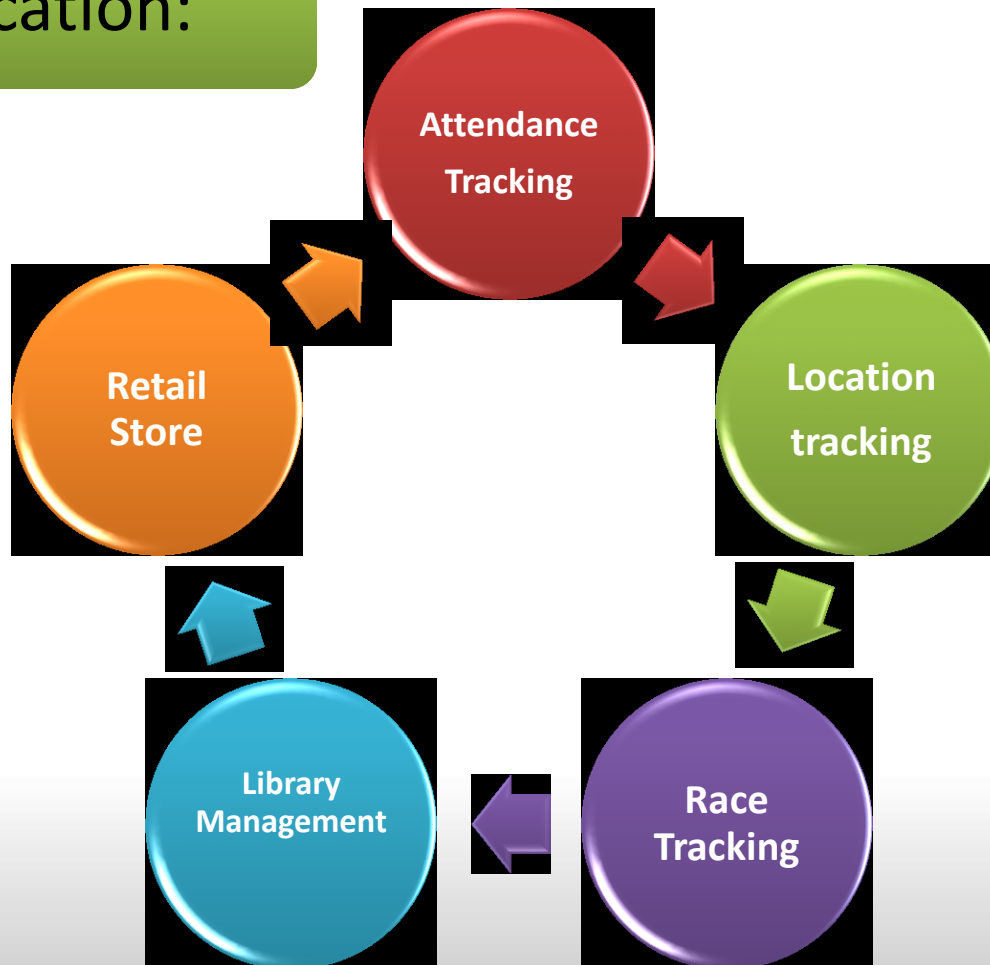 cation:
Attendance
Tracking
Location
tracking
Race
Tracking
Library
Management
Retail
Store